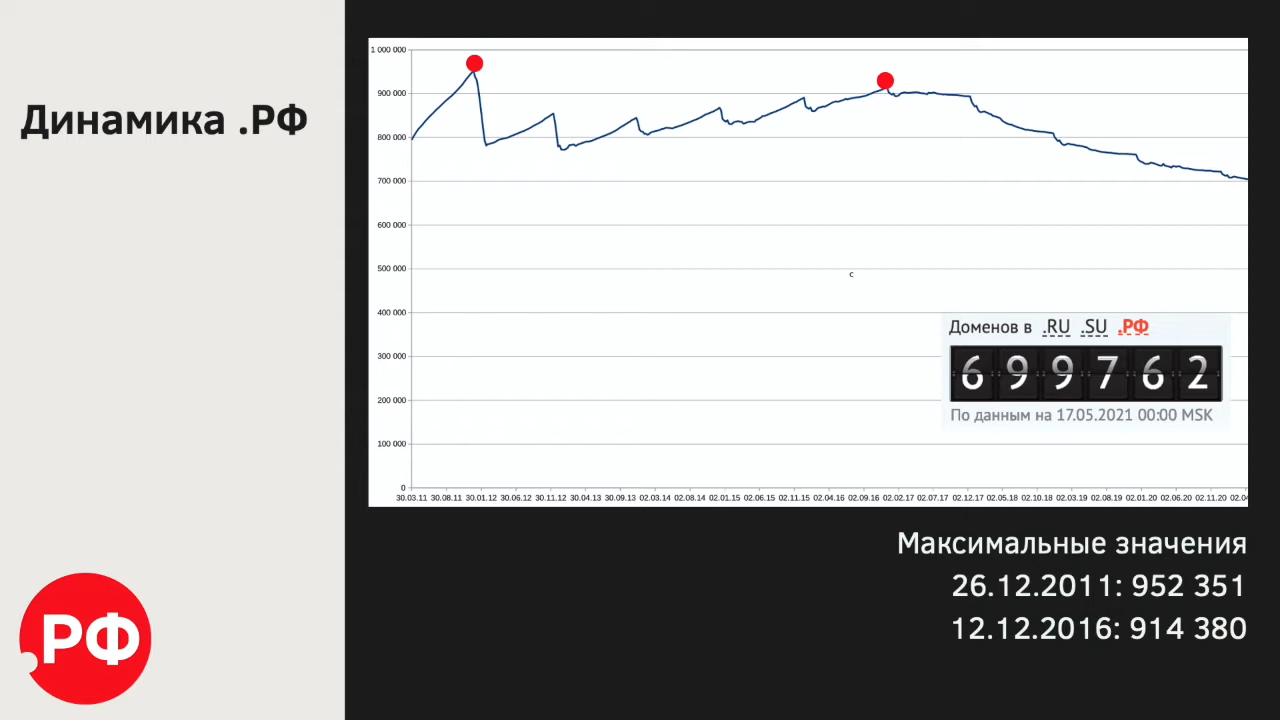 Динамика .РФ
1 000 000
900 000
800 000
700 000
600 000
500 000
400 000
300 000
200 000
100 000
0
30.03.11 30.08.11 30.01.12 30.06.12 30.11.12 30.04.13 30.09.13 02.03.14 02.08.14 02.01.15 02.06.15 02.11.15 02.04.16 02.09.16 02.02.17 02.07.17 02.12.17 02.05.18 02.10.18 02.03.19 02.08.19 02.01.20 02.06.20 02.11.20 02.0
с
Доменов в .RU .SU .РФ
699762
По данным на 17.05.2021 00:00 MSK
Максимальные значения
26.12.2011: 952 351
12.12.2016: 914 380
.РФ